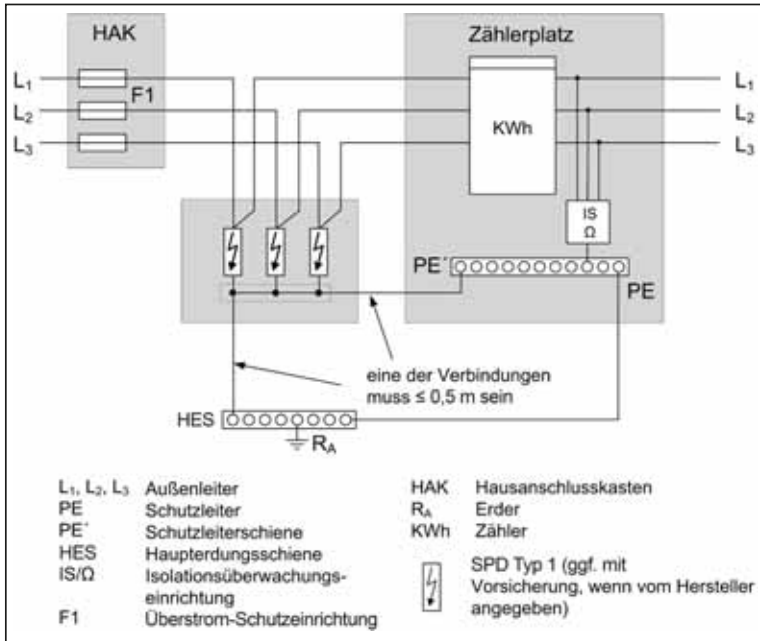 HAK
Zählerplatz
L₁
F1
L₁
L₂
L₂
L₃
KWh
L₃
IS
Ω
PE´
PE
eine der Verbindungen
muss ≤ 0,5 m sein
HES
R_A
L₁, L₂, L₃ Außenleiter
PE Schutzleiter
PE´ Schutzleiterschiene
HES Haupterdungsschiene
IS/Ω Isolationsüberwachungs-
einrichtung
F1 Überstrom-Schutzeinrichtung
HAK Hausanschlusskasten
R_A Erder
KWh Zähler
SPD Typ 1 (ggf. mit
Vorsicherung, wenn vom Hersteller
angegeben)